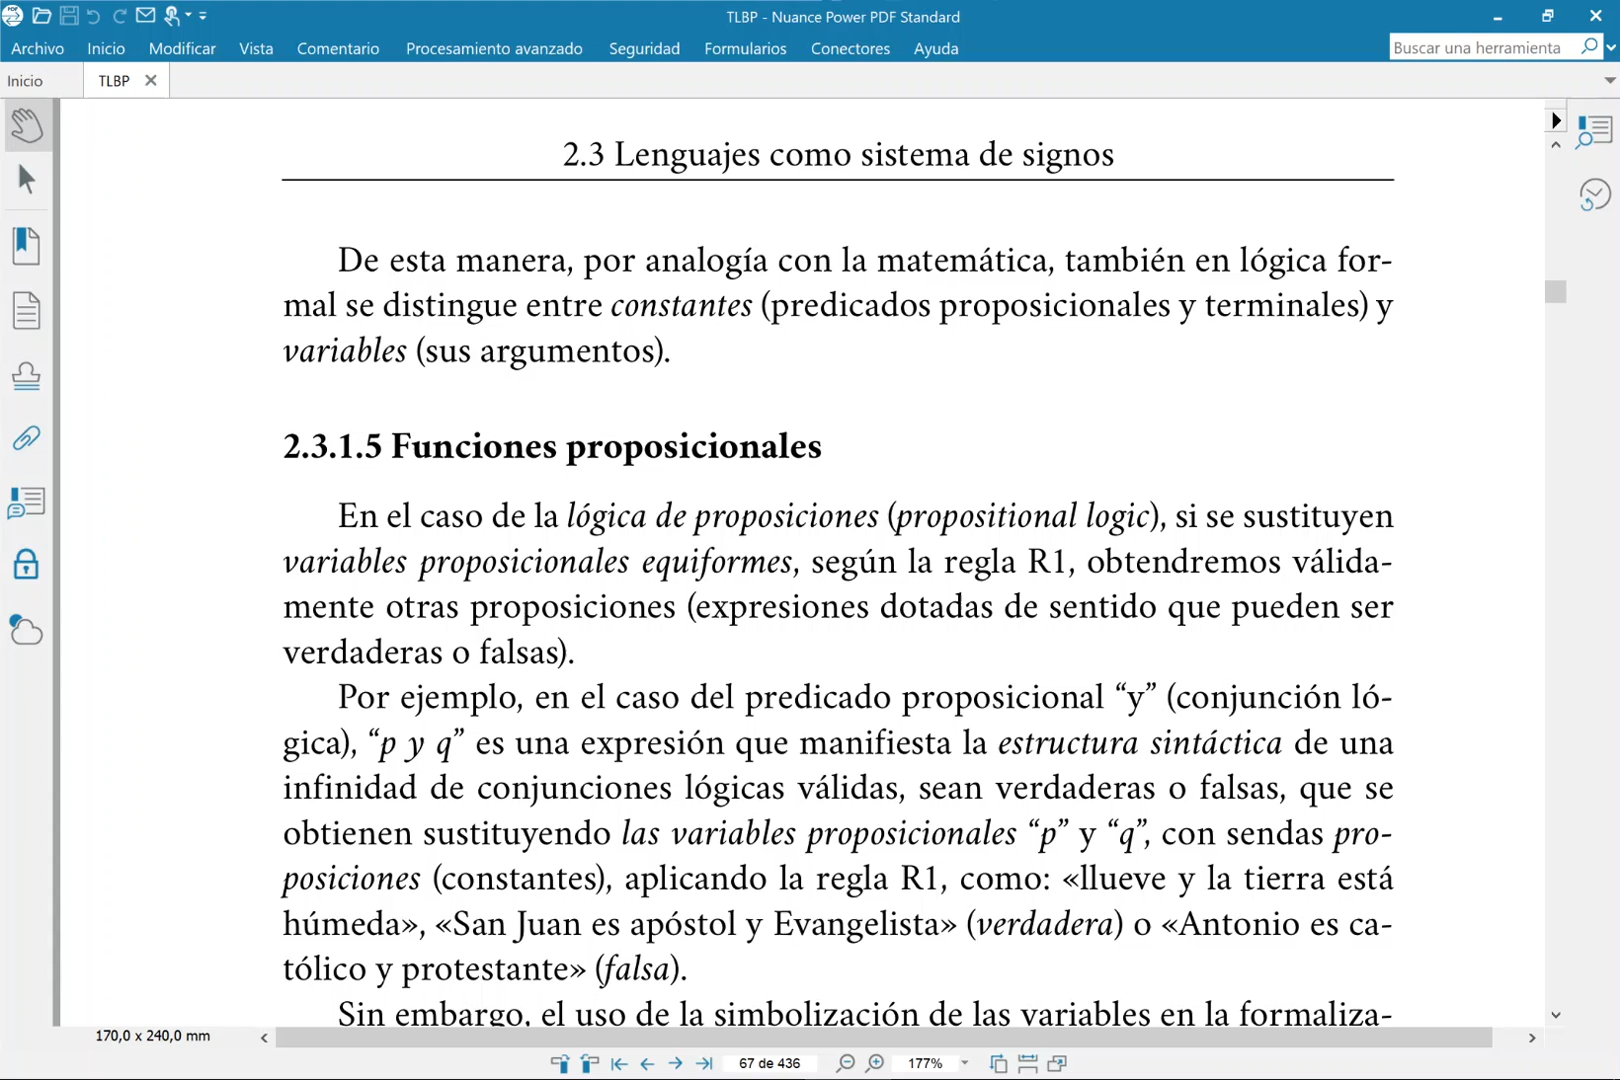 TLBP - Nuance Power PDF Standard
Archivo Inicio Modificar Vista Comentario Procesamiento avanzado Seguridad Formularios Conectores Ayuda
Buscar una herramienta
Inicio TLBP
2.3 Lenguajes como sistema de signos
De esta manera, por analogía con la matemática, también en lógica for-
mal se distingue entre constantes (predicados proposicionales y terminales) y
variables (sus argumentos).
2.3.1.5 Funciones proposicionales
En el caso de la lógica de proposiciones (propositional logic), si se sustituyen
variables proposicionales equiformes, según la regla R1, obtendremos válida-
mente otras proposiciones (expresiones dotadas de sentido que pueden ser
verdaderas o falsas).
Por ejemplo, en el caso del predicado proposicional “y” (conjunción ló-
gica), “p y q” es una expresión que manifiesta la estructura sintáctica de una
infinidad de conjunciones lógicas válidas, sean verdaderas o falsas, que se
obtienen sustituyendo las variables proposicionales “p” y “q”, con sendas pro-
posiciones (constantes), aplicando la regla R1, como: «llueve y la tierra está
húmeda», «San Juan es apóstol y Evangelista» (verdadera) o «Antonio es ca-
tólico y protestante» (falsa).
Sin embargo, el uso de la simbolización de las variables en la formaliza-
170,0 x 240,0 mm
67 de 436
177%